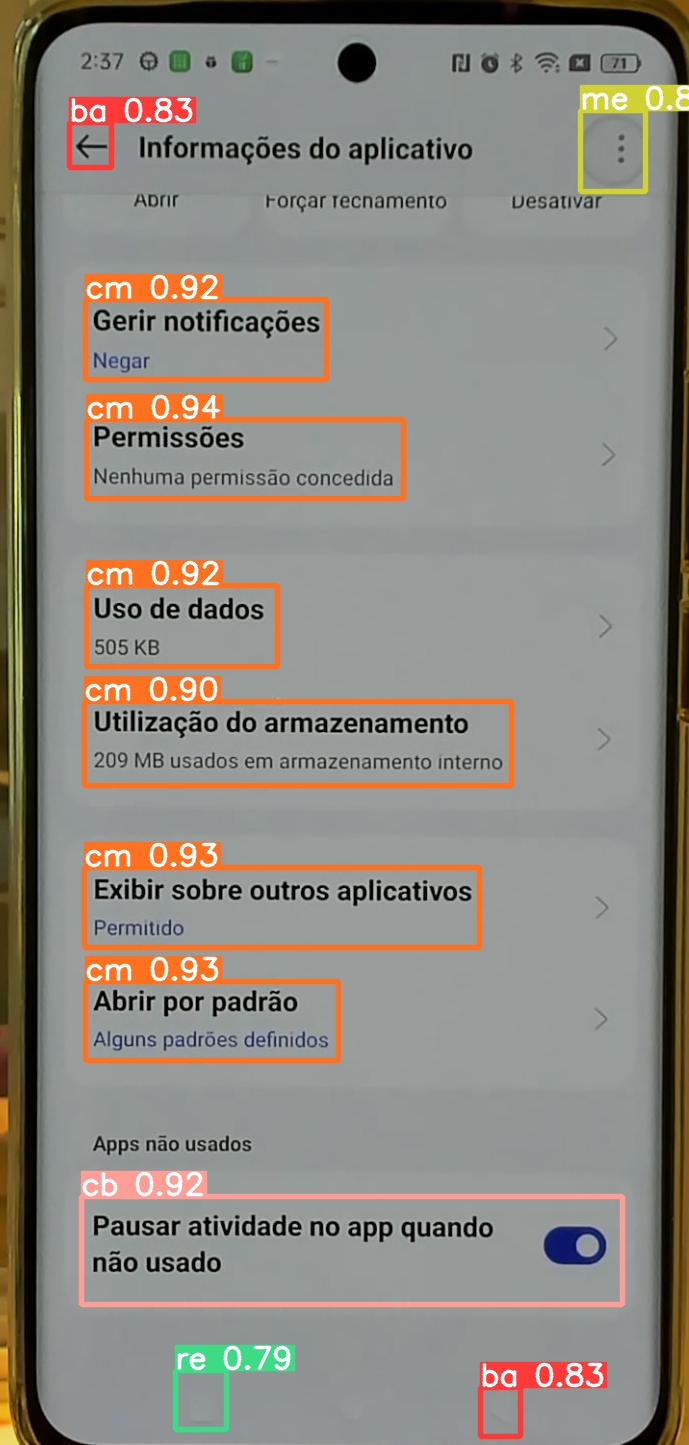 2:37
71
ba 0.83
me 0.8
Informações do aplicativo
Abrir
Forçar fechamento
Desativar
cm 0.92
Gerir notificações
Negar
cm 0.94
Permissões
Nenhuma permissão concedida
cm 0.92
Uso de dados
505 KB
cm 0.90
Utilização do armazenamento
209 MB usados em armazenamento interno
cm 0.93
Exibir sobre outros aplicativos
Permitido
cm 0.93
Abrir por padrão
Alguns padrões definidos
Apps não usados
cb 0.92
Pausar atividade no app quando
não usado
re 0.79
ba 0.83